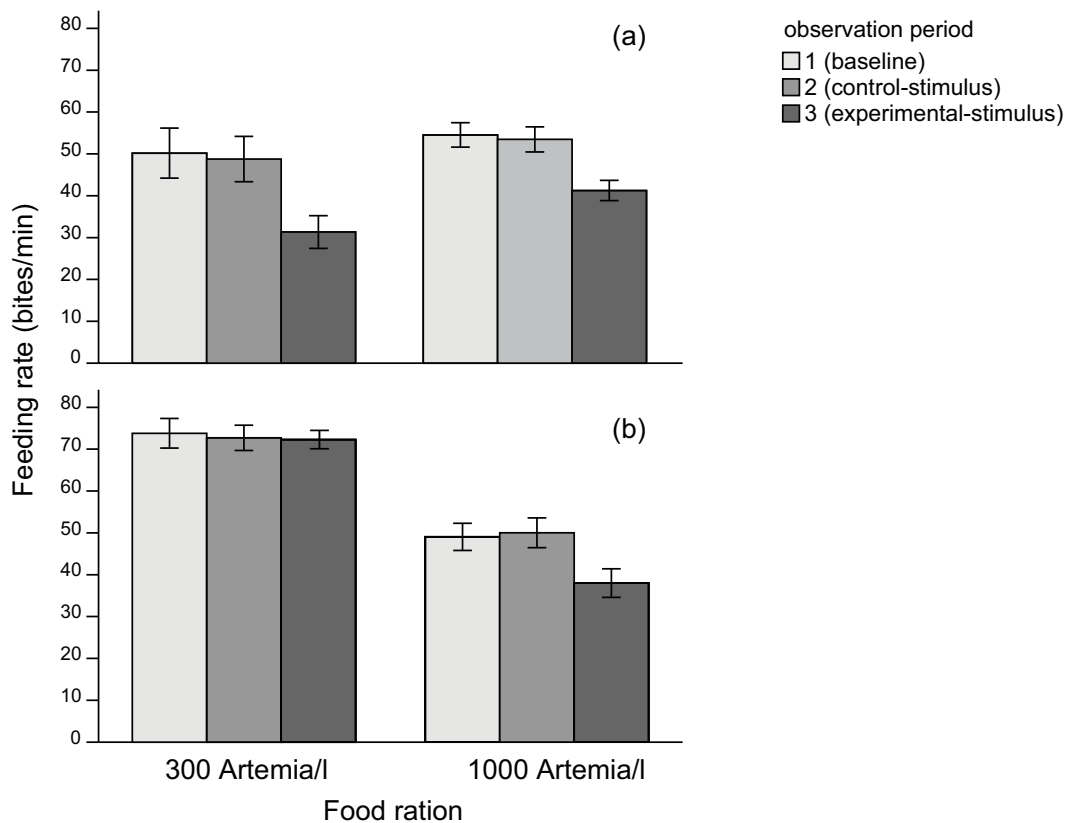 80
70
60
50
40
30
20
10
0
(a)
observation period
1 (baseline)
2 (control-stimulus)
3 (experimental-stimulus)
Feeding rate (bites/min)
80
70
60
50
40
30
20
10
0
(b)
300 Artemia/l
1000 Artemia/l
Food ration